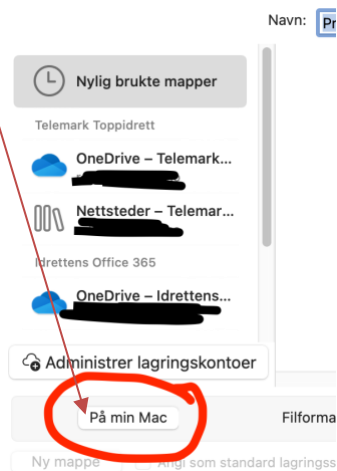 Navn: Pr
Nylig brukte mapper
Telemark Toppidrett
OneDrive – Telemark...
Nettsteder – Telemar...
Idrettens Office 365
OneDrive – Idrettens...
Administrer lagringskontoer
På min Mac
Filforma
Ny mappe
Angi som standard lagringss